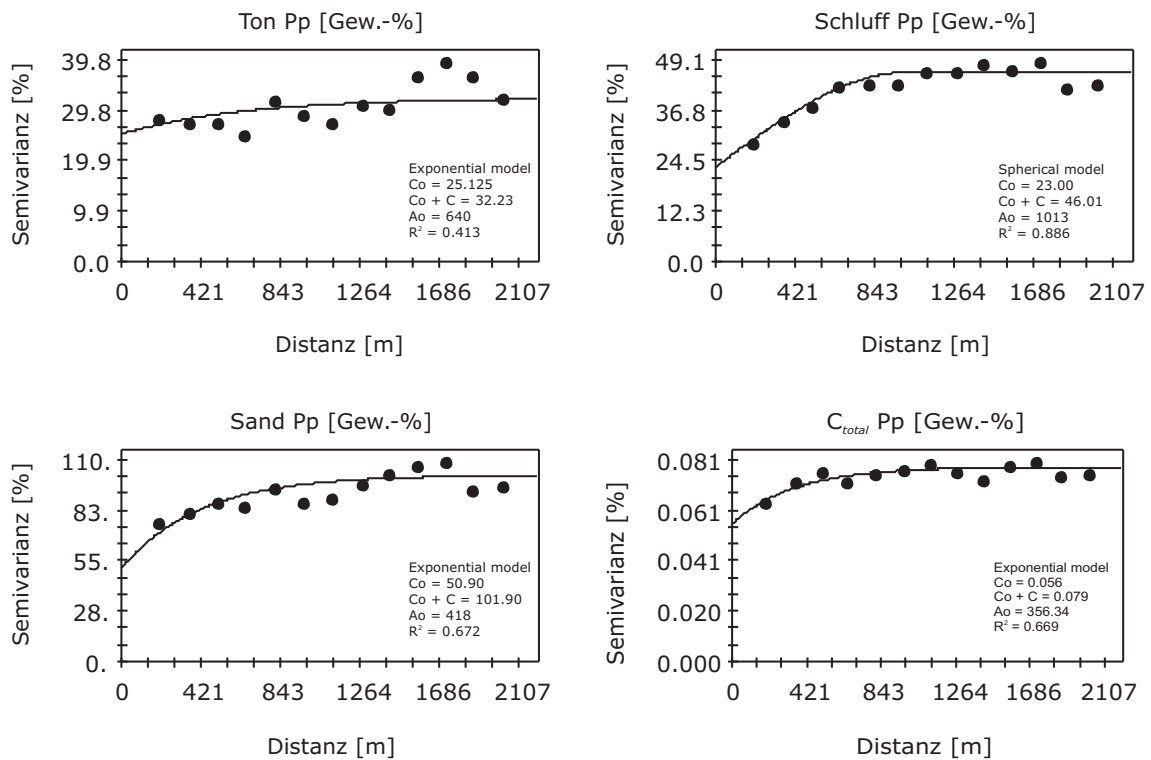 Ton Pp [Gew.-%]
Semivarianz [%]
39.8
29.8
19.9
9.9
0.0
Exponential model
Co = 25.125
Co + C = 32.23
Ao = 640
R² = 0.413
0 421 843 1264 1686 2107
Distanz [m]
Schluff Pp [Gew.-%]
Semivarianz [%]
49.1
36.8
24.5
12.3
0.0
Spherical model
Co = 23.00
Co + C = 46.01
Ao = 1013
R² = 0.886
0 421 843 1264 1686 2107
Distanz [m]
Sand Pp [Gew.-%]
Semivarianz [%]
110.
83.
55.
28.
0.
Exponential model
Co = 50.90
Co + C = 101.90
Ao = 418
R² = 0.672
0 421 843 1264 1686 2107
Distanz [m]
Ctotal Pp [Gew.-%]
Semivarianz [%]
0.081
0.061
0.041
0.020
0.000
Exponential model
Co = 0.056
Co + C = 0.079
Ao = 356.34
R² = 0.669
0 421 843 1264 1686 2107
Distanz [m]